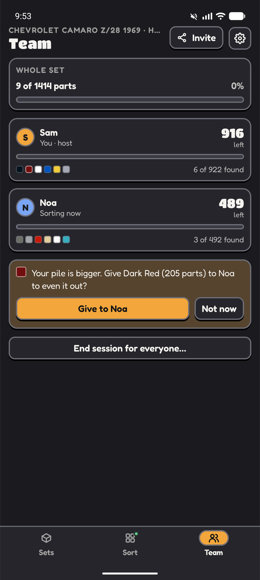 9:53
CHEVROLET CAMARO Z/28 1969 · H...
Team
Invite
WHOLE SET
9 of 1414 parts
0%
S
Sam
You · host
916
left
6 of 922 found
N
Noa
Sorting now
489
left
3 of 492 found
Your pile is bigger. Give Dark Red (205 parts) to Noa
to even it out?
Give to Noa
Not now
End session for everyone...
Sets
Sort
Team